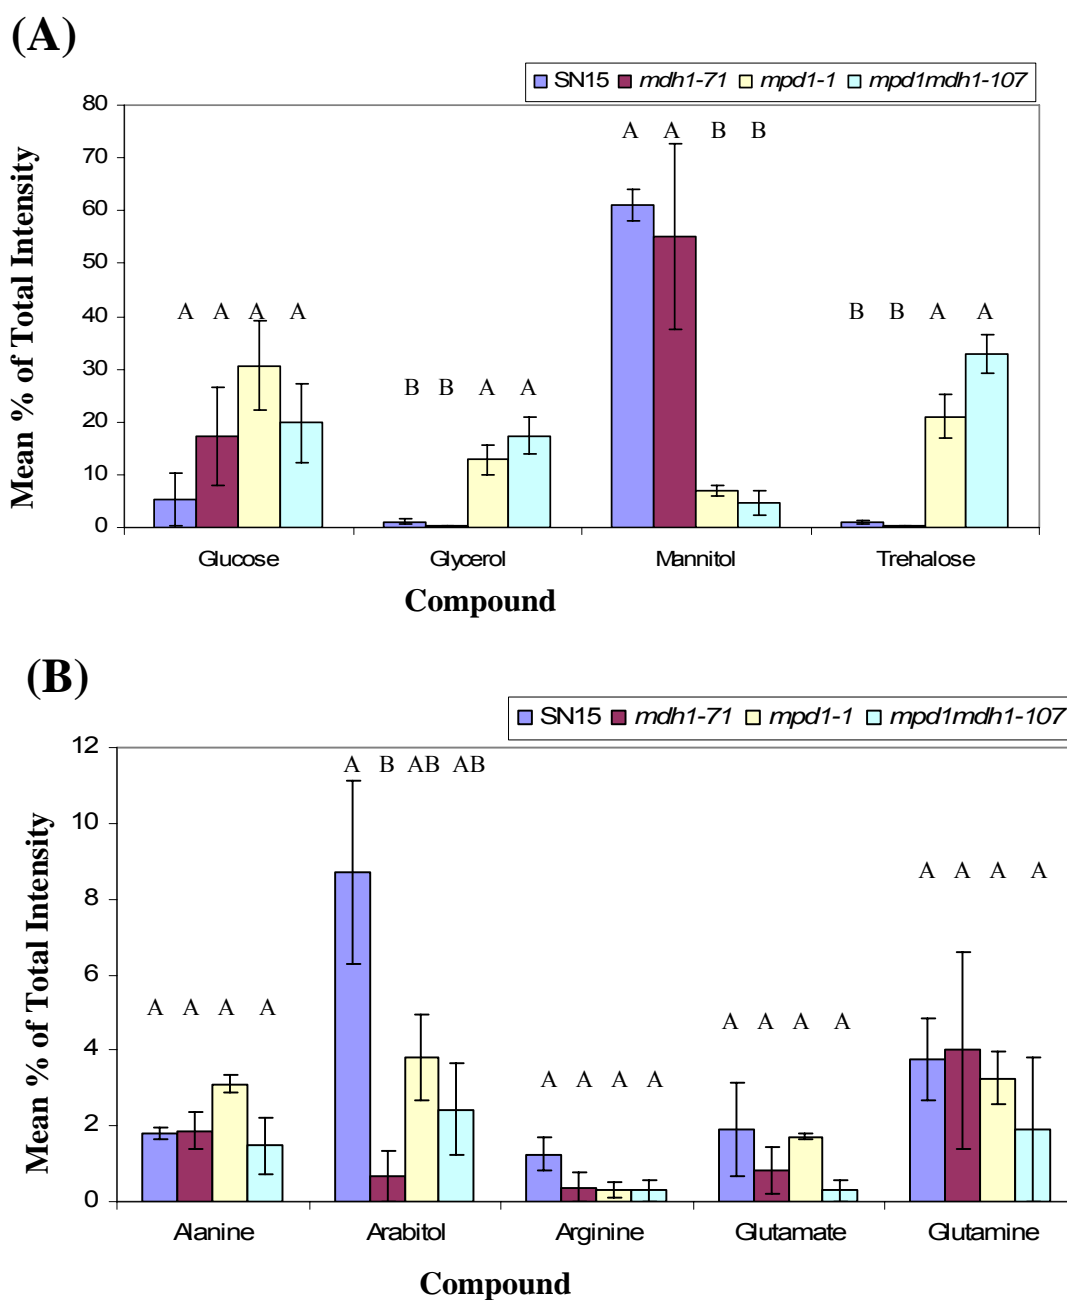 (A)
SN15 mdh1-71 mpd1-1 mpd1mdh1-107
Mean % of Total Intensity
80
70
60
50
40
30
20
10
0
A A A A
B B A A
A A B B
B B A A
Glucose Glycerol Mannitol Trehalose
Compound
(B)
SN15 mdh1-71 mpd1-1 mpd1mdh1-107
Mean % of Total Intensity
12
10
8
6
4
2
0
A A A A
A B AB AB
A A A A
A A A A
A A A A
Alanine Arabitol Arginine Glutamate Glutamine
Compound